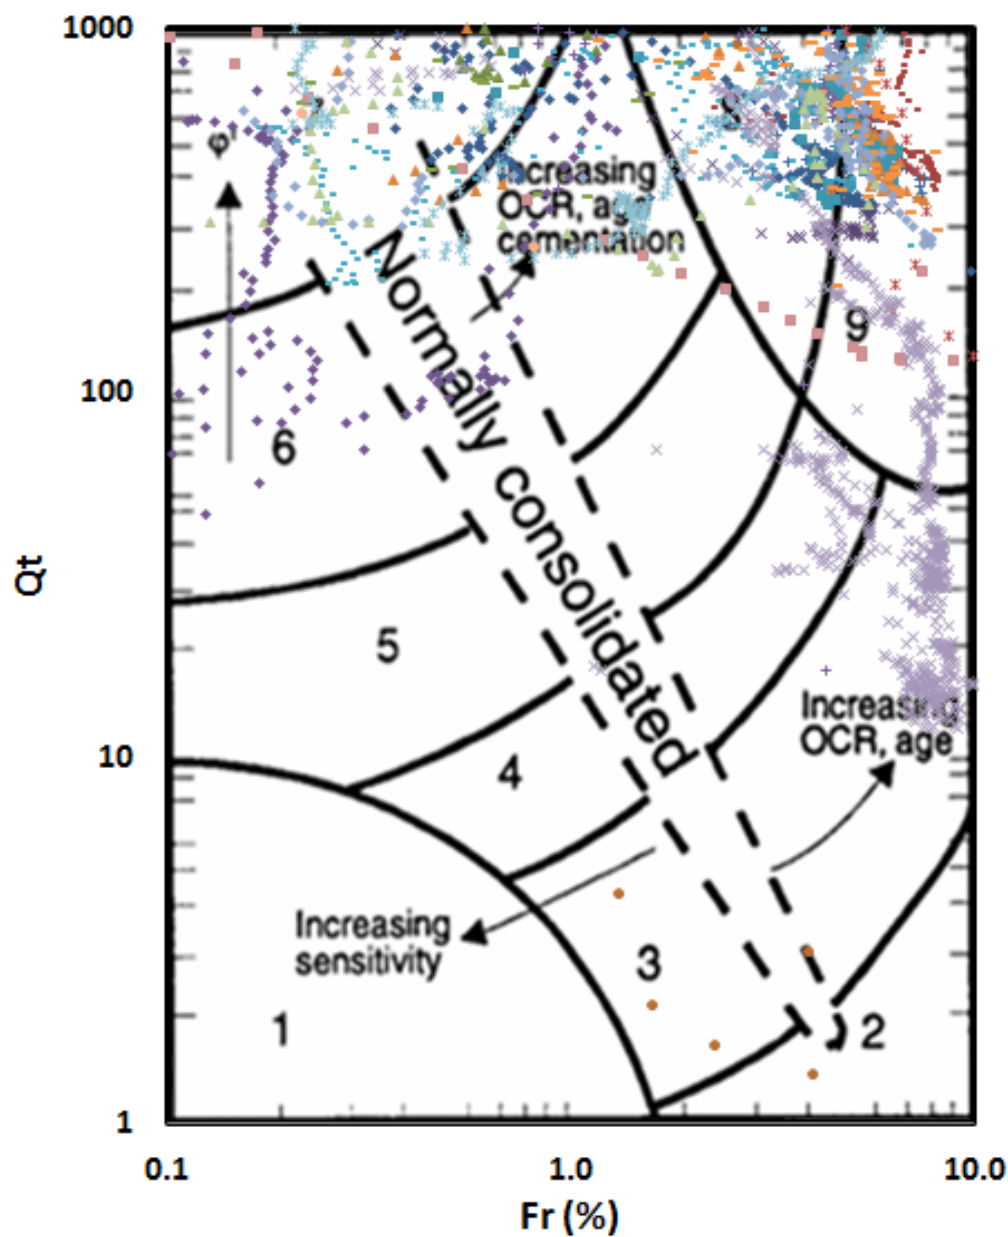 1000
100
10
1
Qt
φ'
Increasing
OCR, age
cementation
9
6
Normally consolidated
5
4
Increasing
OCR, age
Increasing
sensitivity
3
1
2
0.1
1.0
10.0
Fr (%)